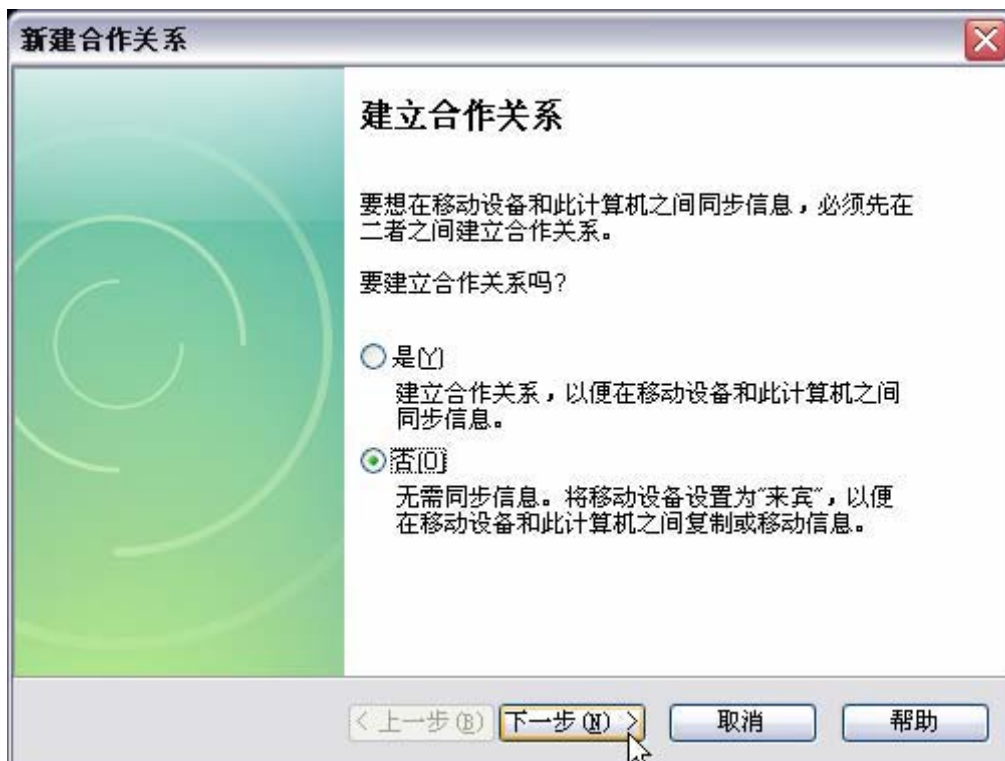 新建合作关系
建立合作关系
要想在移动设备和此计算机之间同步信息，必须先在
二者之间建立合作关系。
要建立合作关系吗?
是(Y)
建立合作关系，以便在移动设备和此计算机之间
同步信息。
否(O)
无需同步信息。将移动设备设置为"来宾"，以便
在移动设备和此计算机之间复制或移动信息。
< 上一步(B) 下一步(N) > 取消 帮助